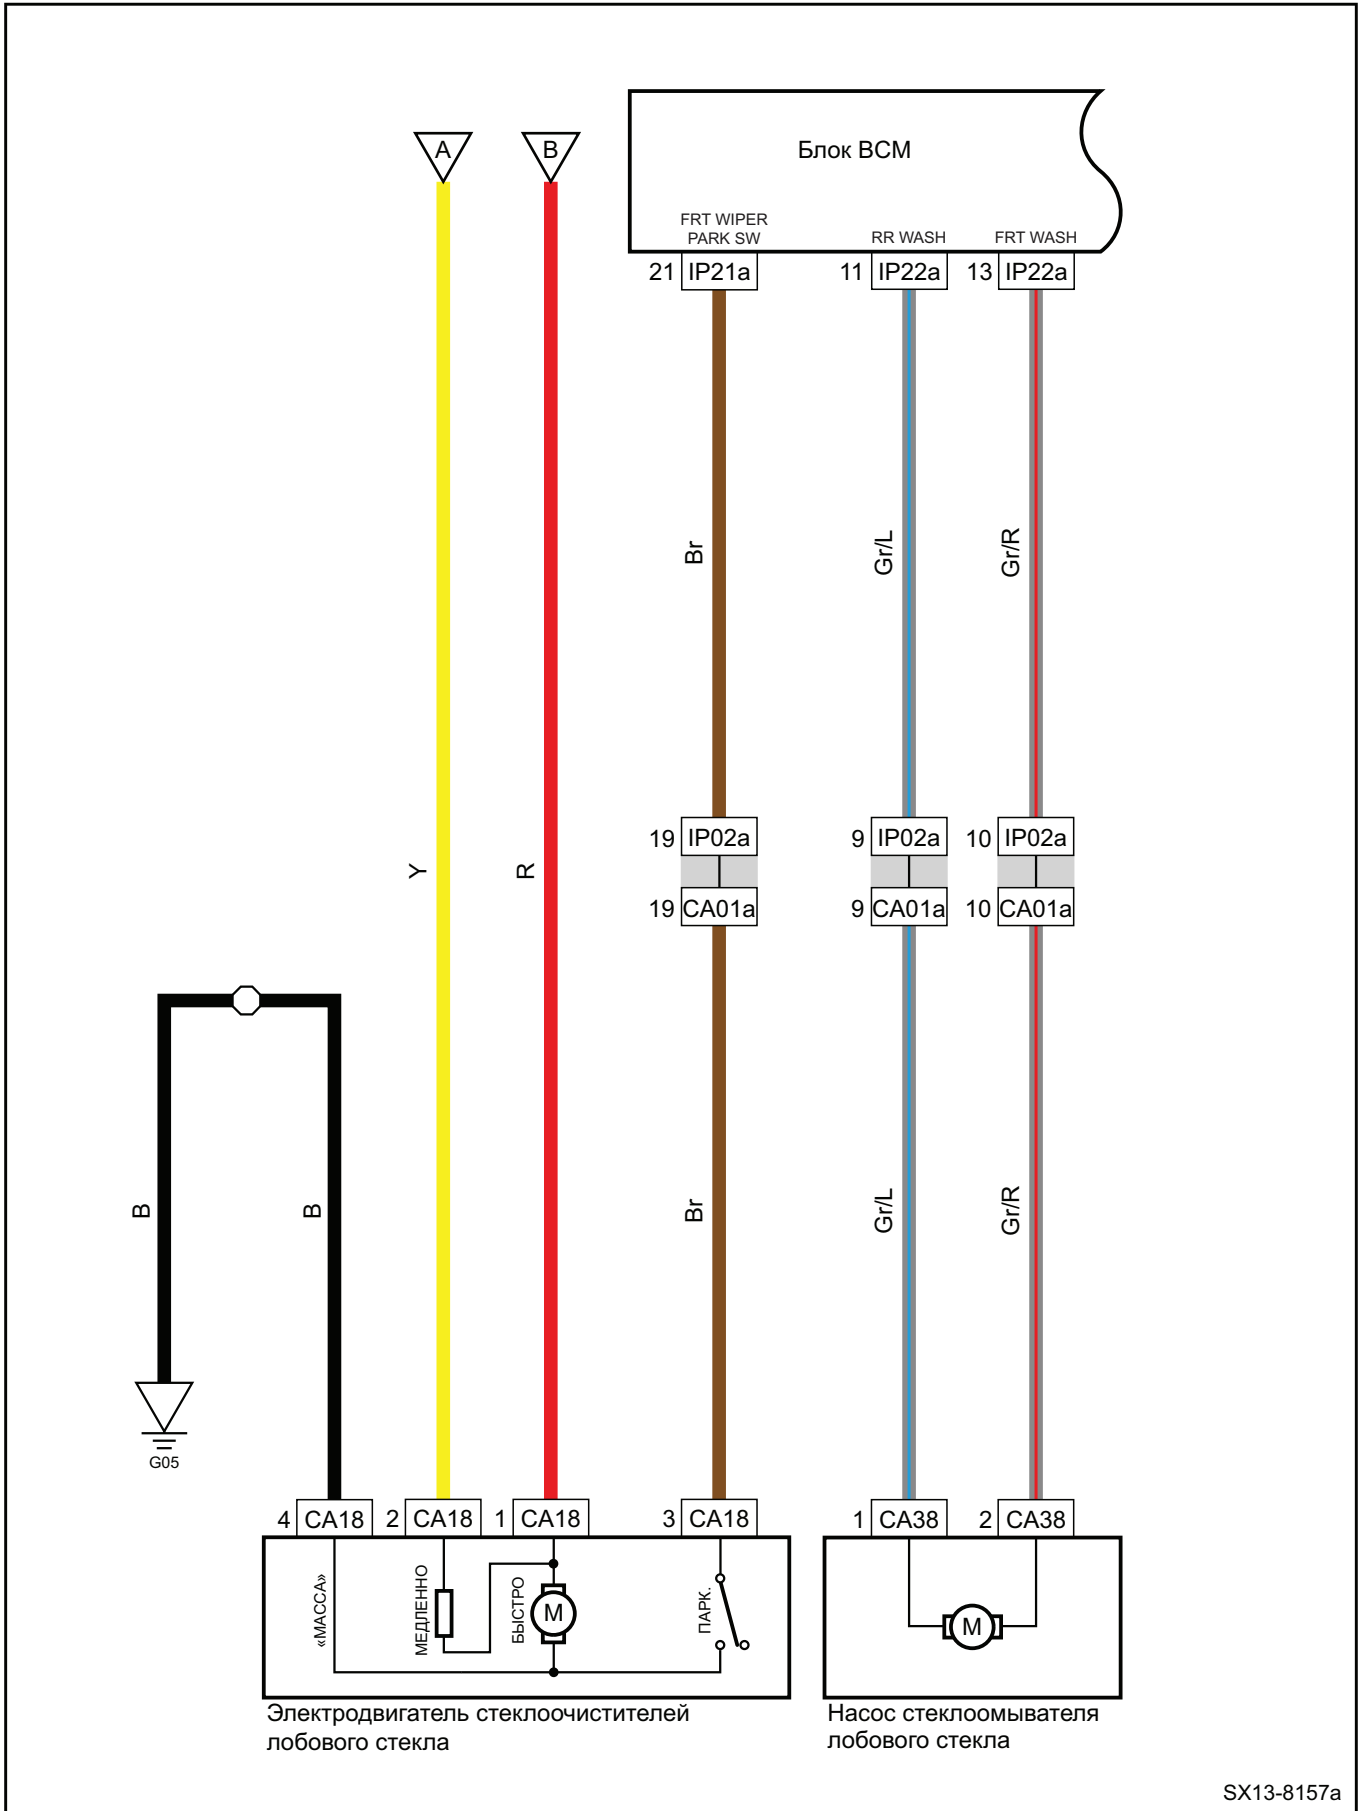 A
B
Блок BCM
FRT WIPER
PARK SW
RR WASH
FRT WASH
21 IP21a
11 IP22a
13 IP22a
Br
Gr/L
Gr/R
19 IP02a
9 IP02a
10 IP02a
Y
R
19 CA01a
9 CA01a
10 CA01a
B
B
Br
Gr/L
Gr/R
G05
4 CA18
2 CA18
1 CA18
3 CA18
1 CA38
2 CA38
«МАССА»
МЕДЛЕННО
БЫСТРО
M
ПАРК.
M
Электродвигатель стеклоочистителей
лобового стекла
Насос стеклоомывателя
лобового стекла
SX13-8157a